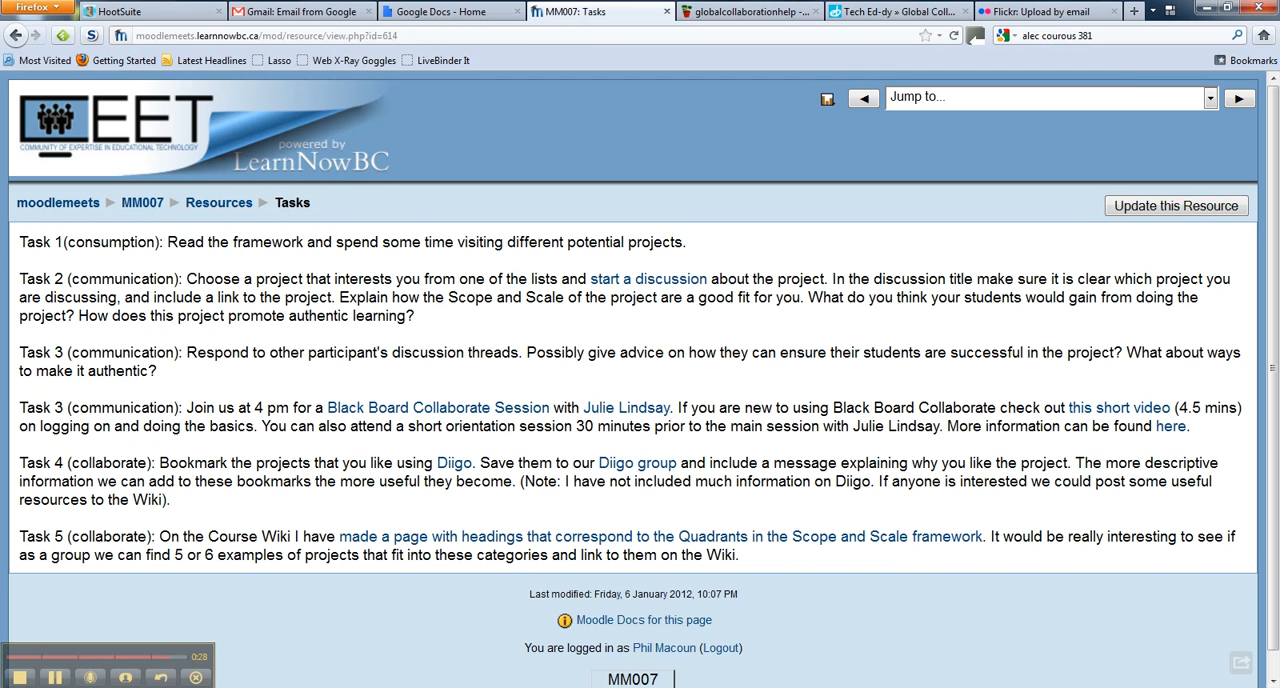 Firefox
HootSuite
Gmail: Email from Google
Google Docs - Home
MM007: Tasks
globalcollaborationhelp - ...
Tech Ed-dy » Global Coll...
Flickr: Upload by email
moodlemeets.learnnowbc.ca/mod/resource/view.php?id=614
alec courous 381
Most Visited Getting Started Latest Headlines Lasso Web X-Ray Goggles LiveBinder It Bookmarks
MEET
COMMUNITY OF EXPERTISE IN EDUCATIONAL TECHNOLOGY
powered by
LearnNowBC
Jump to...
moodlemeets MM007 Resources Tasks
Update this Resource
Task 1(consumption): Read the framework and spend some time visiting different potential projects.
Task 2 (communication): Choose a project that interests you from one of the lists and start a discussion about the project. In the discussion title make sure it is clear which project you
are discussing, and include a link to the project. Explain how the Scope and Scale of the project are a good fit for you. What do you think your students would gain from doing the
project? How does this project promote authentic learning?
Task 3 (communication): Respond to other participant's discussion threads. Possibly give advice on how they can ensure their students are successful in the project? What about ways
to make it authentic?
Task 3 (communication): Join us at 4 pm for a Black Board Collaborate Session with Julie Lindsay. If you are new to using Black Board Collaborate check out this short video (4.5 mins)
on logging on and doing the basics. You can also attend a short orientation session 30 minutes prior to the main session with Julie Lindsay. More information can be found here.
Task 4 (collaborate): Bookmark the projects that you like using Diigo. Save them to our Diigo group and include a message explaining why you like the project. The more descriptive
information we can add to these bookmarks the more useful they become. (Note: I have not included much information on Diigo. If anyone is interested we could post some useful
resources to the Wiki).
Task 5 (collaborate): On the Course Wiki I have made a page with headings that correspond to the Quadrants in the Scope and Scale framework. It would be really interesting to see if
as a group we can find 5 or 6 examples of projects that fit into these categories and link to them on the Wiki.
Last modified: Friday, 6 January 2012, 10:07 PM
Moodle Docs for this page
You are logged in as Phil Macoun (Logout)
0:28
MM007